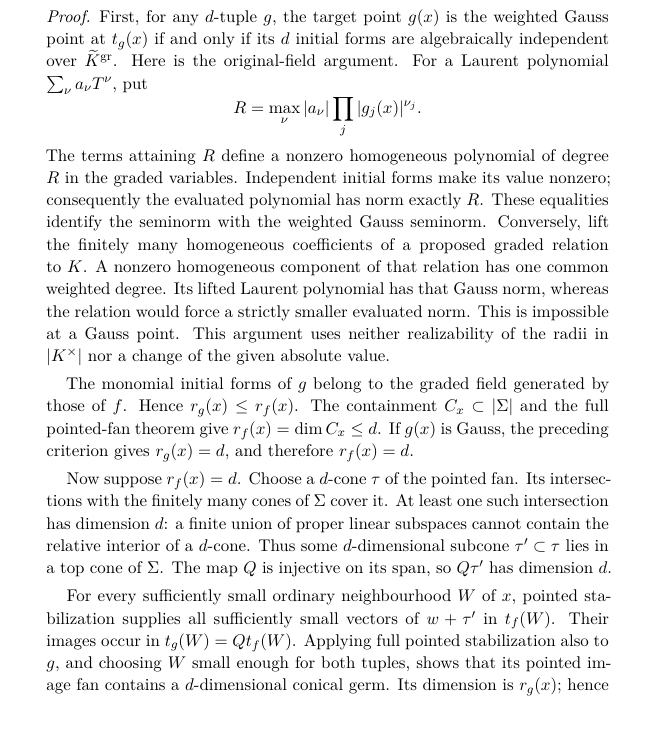 Proof. First, for any d-tuple g, the target point g(x) is the weighted Gauss
point at t_g(x) if and only if its d initial forms are algebraically independent
over K̃^gr. Here is the original-field argument. For a Laurent polynomial
∑_ν a_νT^ν, put
R = max_ν |a_ν| ∏_j |g_j(x)|^{ν_j}.
The terms attaining R define a nonzero homogeneous polynomial of degree
R in the graded variables. Independent initial forms make its value nonzero;
consequently the evaluated polynomial has norm exactly R. These equalities
identify the seminorm with the weighted Gauss seminorm. Conversely, lift
the finitely many homogeneous coefficients of a proposed graded relation
to K. A nonzero homogeneous component of that relation has one common
weighted degree. Its lifted Laurent polynomial has that Gauss norm, whereas
the relation would force a strictly smaller evaluated norm. This is impossible
at a Gauss point. This argument uses neither realizability of the radii in
|K^×| nor a change of the given absolute value.
The monomial initial forms of g belong to the graded field generated by
those of f. Hence r_g(x) ≤ r_f(x). The containment C_x ⊂ |Σ| and the full
pointed-fan theorem give r_f(x) = dim C_x ≤ d. If g(x) is Gauss, the preceding
criterion gives r_g(x) = d, and therefore r_f(x) = d.
Now suppose r_f(x) = d. Choose a d-cone τ of the pointed fan. Its intersec-
tions with the finitely many cones of Σ cover it. At least one such intersection
has dimension d: a finite union of proper linear subspaces cannot contain the
relative interior of a d-cone. Thus some d-dimensional subcone τ′ ⊂ τ lies in
a top cone of Σ. The map Q is injective on its span, so Qτ′ has dimension d.
For every sufficiently small ordinary neighbourhood W of x, pointed sta-
bilization supplies all sufficiently small vectors of w + τ′ in t_f(W). Their
images occur in t_g(W) = Qt_f(W). Applying full pointed stabilization also to
g, and choosing W small enough for both tuples, shows that its pointed im-
age fan contains a d-dimensional conical germ. Its dimension is r_g(x); hence